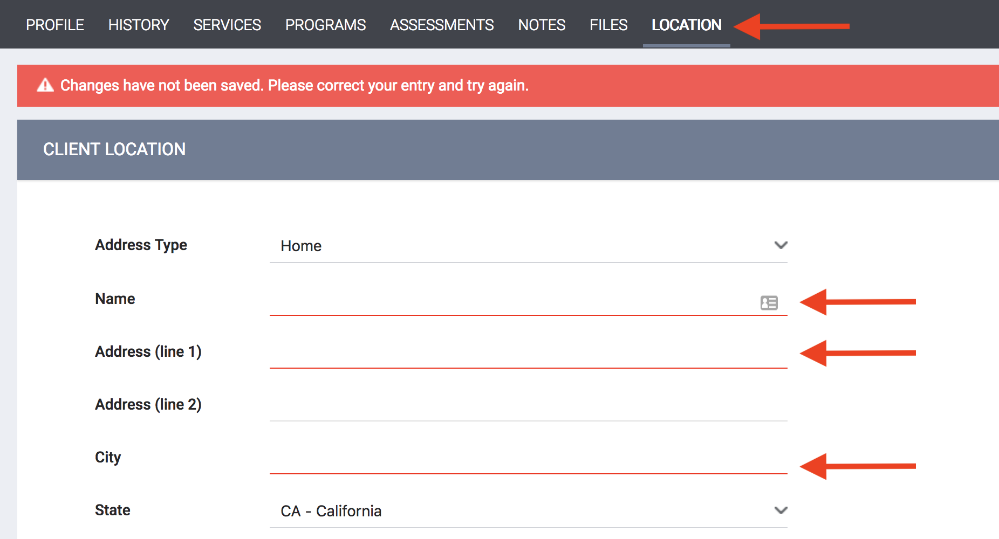 PROFILE HISTORY SERVICES PROGRAMS ASSESSMENTS NOTES FILES LOCATION
Changes have not been saved. Please correct your entry and try again.
CLIENT LOCATION
Address Type Home
Name
Address (line 1)
Address (line 2)
City
State CA - California